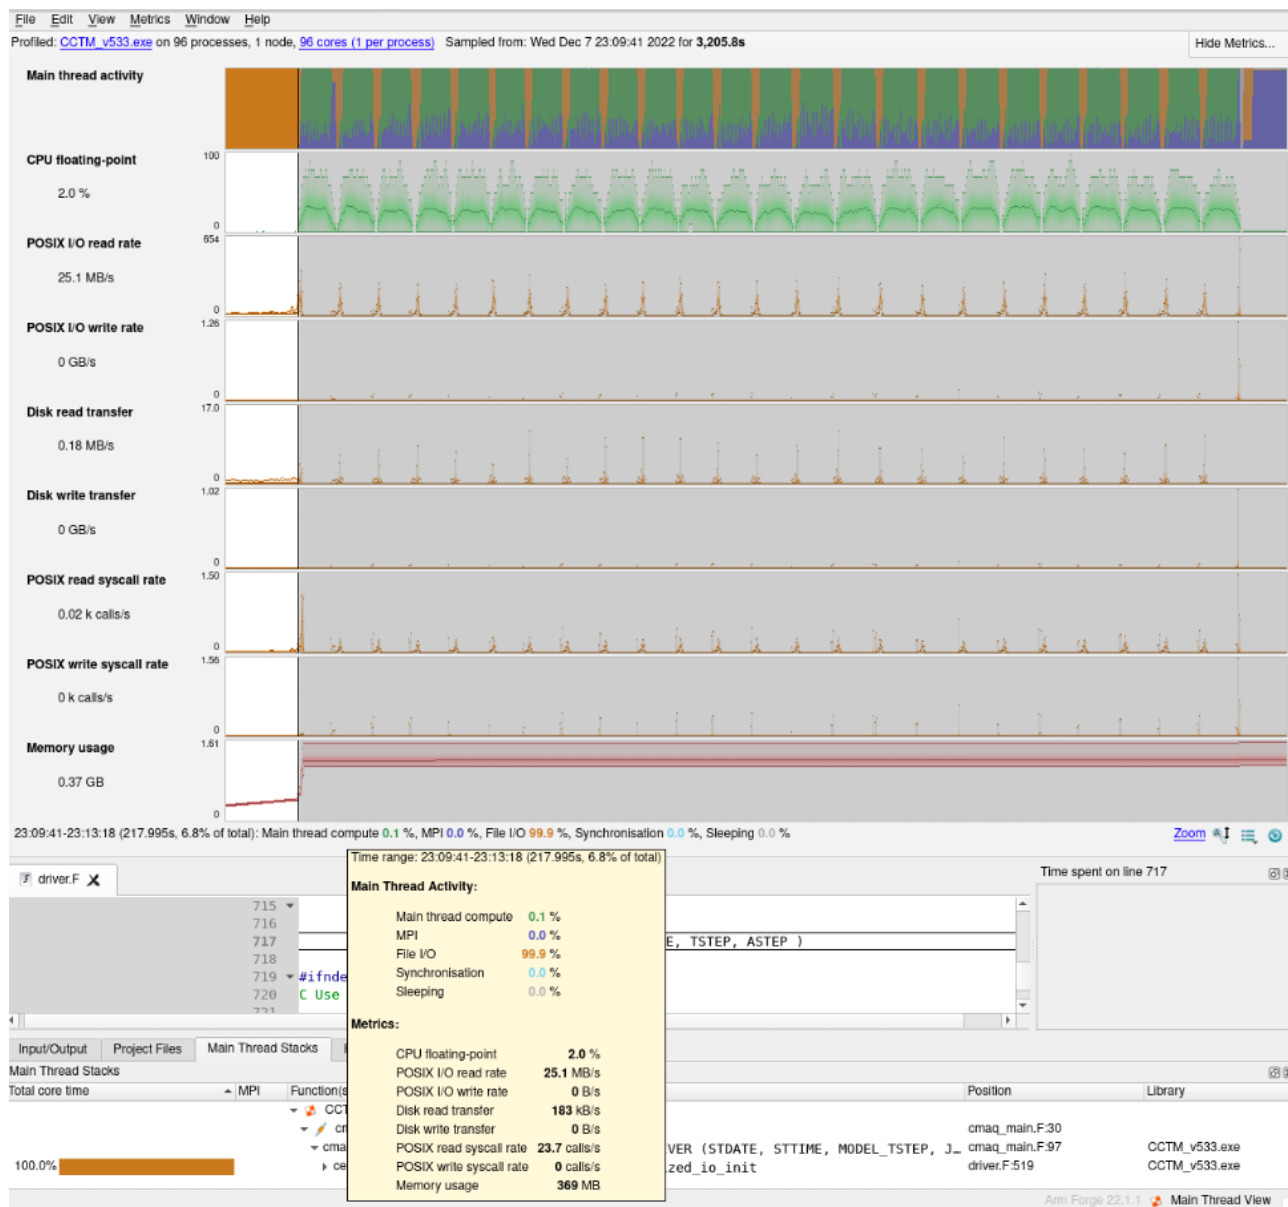 File Edit View Metrics Window Help
Profiled: CCTM_v533.exe on 96 processes, 1 node, 96 cores (1 per process) Sampled from: Wed Dec 7 23:09:41 2022 for 3,205.8s Hide Metrics...
Main thread activity
CPU floating-point 100
2.0 %
0
POSIX I/O read rate 654
25.1 MB/s
0
POSIX I/O write rate 1.26
0 GB/s
0
Disk read transfer 17.0
0.18 MB/s
0
Disk write transfer 1.02
0 GB/s
0
POSIX read syscall rate 1.50
0.02 k calls/s
0
POSIX write syscall rate 1.56
0 k calls/s
0
Memory usage 1.61
0.37 GB
0
23:09:41-23:13:18 (217.995s, 6.8% of total): Main thread compute 0.1 %, MPI 0.0 %, File I/O 99.9 %, Synchronisation 0.0 %, Sleeping 0.0 % Zoom
Time range: 23:09:41-23:13:18 (217.995s, 6.8% of total)
Main Thread Activity:
Main thread compute 0.1 %
MPI 0.0 %
File I/O 99.9 %
Synchronisation 0.0 %
Sleeping 0.0 %
Metrics:
CPU floating-point 2.0 %
POSIX I/O read rate 25.1 MB/s
POSIX I/O write rate 0 B/s
Disk read transfer 183 kB/s
Disk write transfer 0 B/s
POSIX read syscall rate 23.7 calls/s
POSIX write syscall rate 0 calls/s
Memory usage 369 MB
driver.F Time spent on line 717
715
716
717 E, TSTEP, ASTEP )
718
719 #ifnde
720 C Use
721
Input/Output Project Files Main Thread Stacks
Main Thread Stacks
Total core time MPI Function(s Position Library
CCT
cm cmaq_main.F:30
cma VER (STDATE, STTIME, MODEL_TSTEP, J… cmaq_main.F:97 CCTM_v533.exe
100.0% ce zed_io_init driver.F:519 CCTM_v533.exe
Arm Forge 22.1.1 Main Thread View